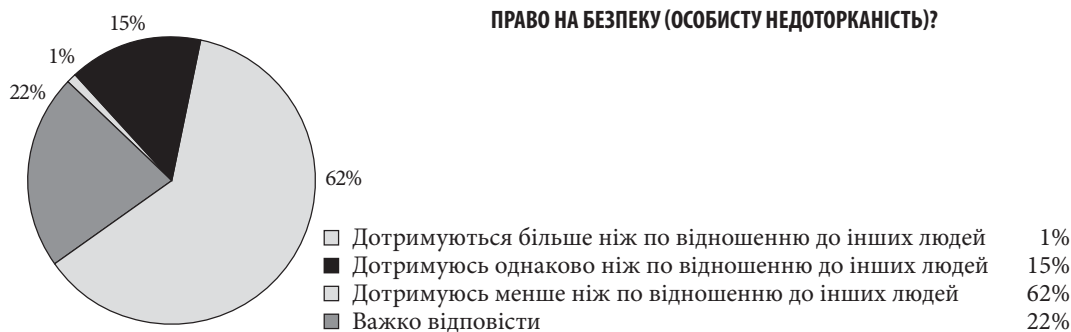 ПРАВО НА БЕЗПЕКУ (ОСОБИСТУ НЕДОТОРКАНІСТЬ)?
15%
1%
22%
62%
Дотримуються більше ніж по відношенню до інших людей 1%
Дотримуюсь однаково ніж по відношенню до інших людей 15%
Дотримуюсь менше ніж по відношенню до інших людей 62%
Важко відповісти 22%